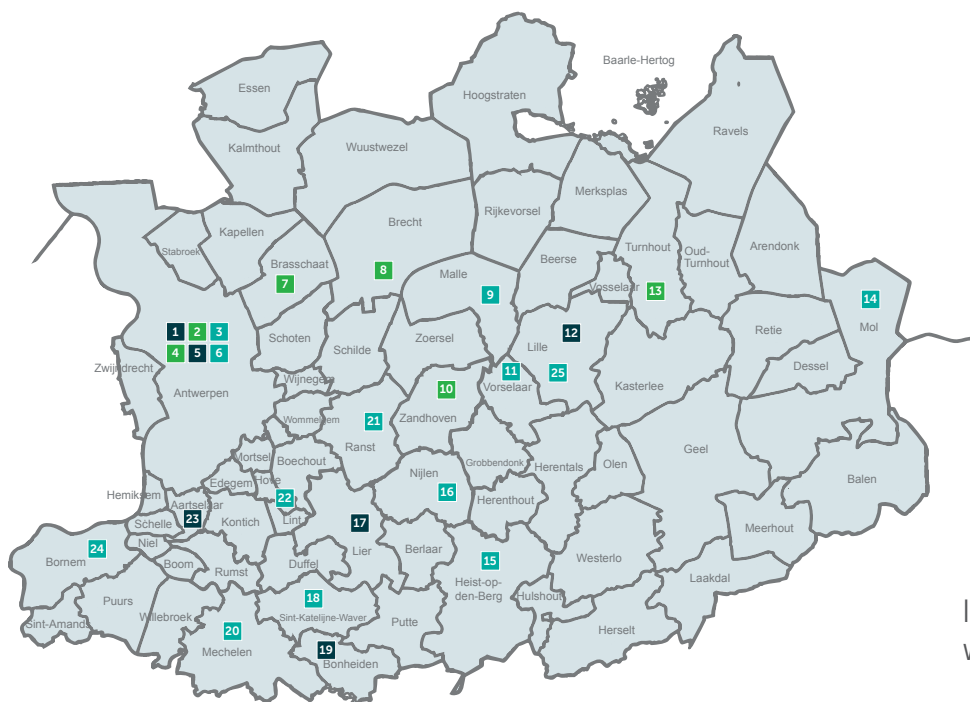 Baarle-Hertog
Essen
Hoogstraten
Ravels
Kalmthout
Wuustwezel
Merksplas
Rijkevorsel
Brecht
Kapellen
Stabroek
Turnhout
Oud-
Turnhout
Arendonk
Brasschaat
Beerse
8
Malle
7
Vosselaar
13
9
14
1 2 3
12
Mol
Retie
Schoten
Zoersel
Schilde
Lille
4 5 6
Zwijndrecht
Dessel
11
25
Wijnegem
10
Vorselaar
Kasterlee
Antwerpen
Wommelgem
21
Zandhoven
Ranst
Geel
Mortsel
Boechout
Grobbendonk
Herentals
Olen
Nijlen
Edegem
Hove
Balen
Hemiksem
22
16
Herenthout
Aartselaar
23
Schelle
Kontich
Lint
17
Meerhout
Niel
24
Lier
Berlaar
Bornem
Boom
Rumst
Duffel
15
Westerlo
Heist-op-
den-Berg
Laakdal
Hulshout
Puurs
18
Willebroek
Sint-Katelijne-Waver
Sint-Amands
20
Putte
Herselt
Mechelen
19
Bonheiden